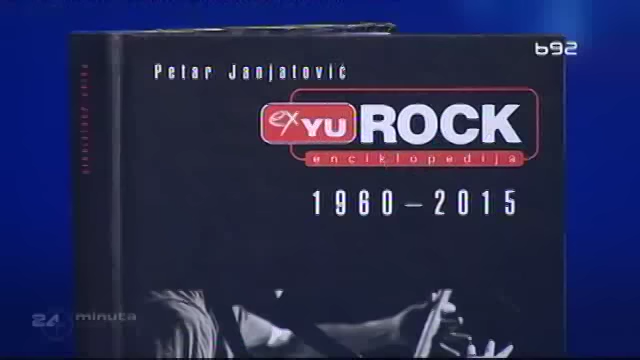 b92
Petar Janjatović
ex YU ROCK
enciklopedija
1960-2015
24 minuta